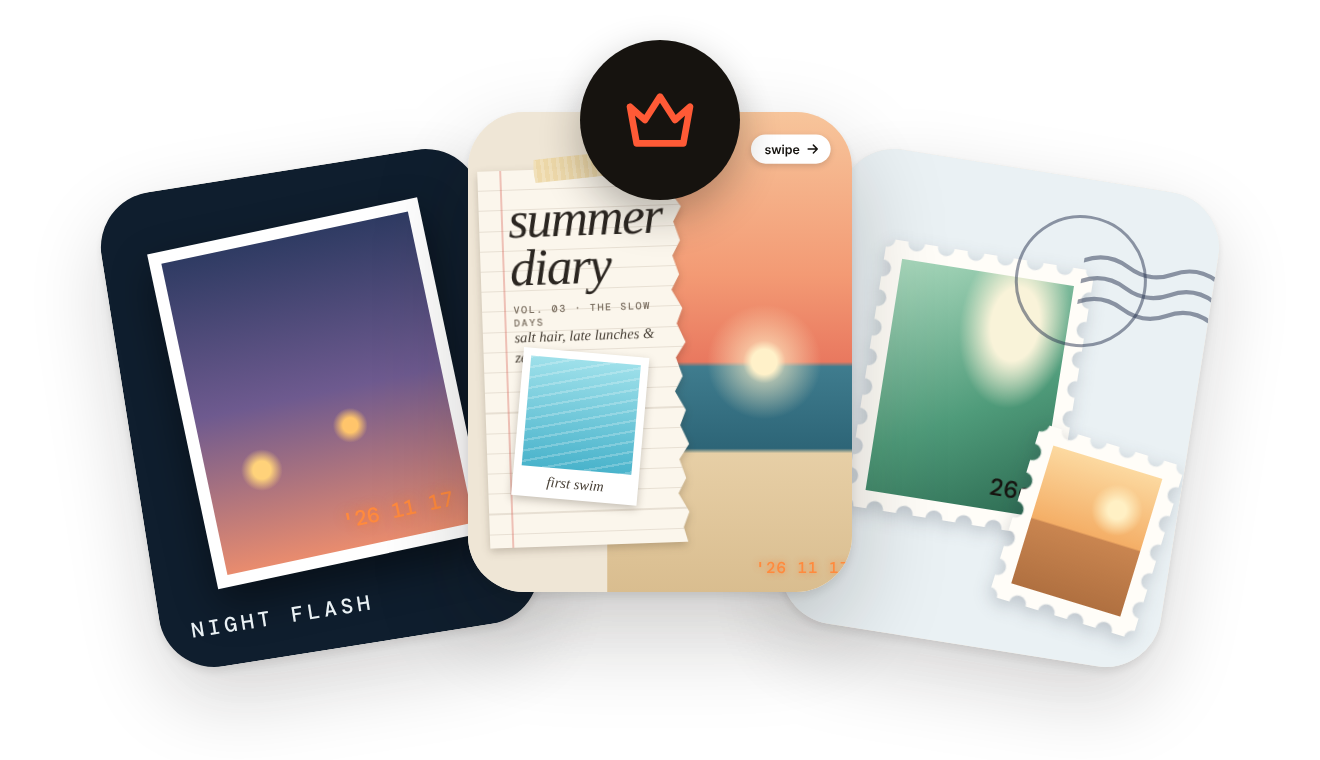 swipe
summer
diary
VOL. 03 · THE SLOW
DAYS
salt hair, late lunches &
first swim
'26 11 17
NIGHT FLASH
'26 11
26